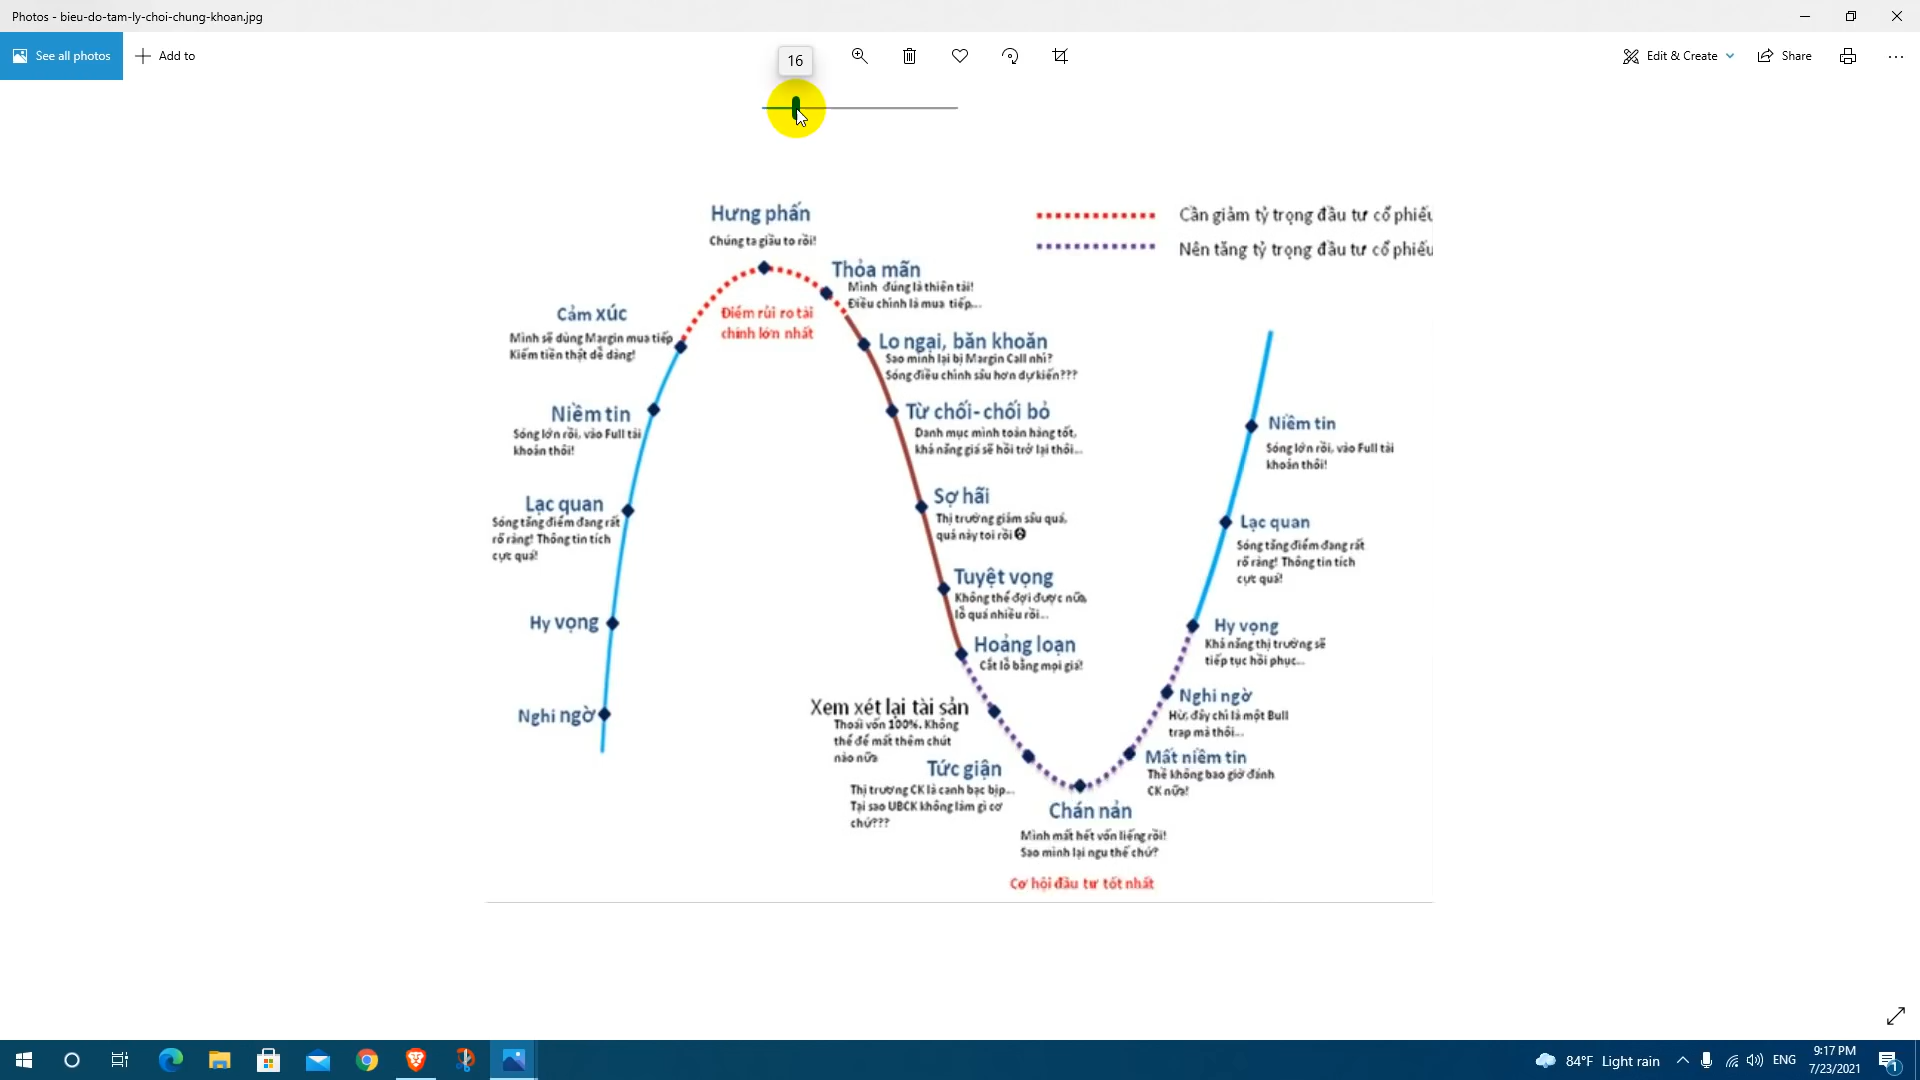 Photos - bieu-do-tam-ly-choi-chung-khoan.jpg
See all photos
Add to
16
Edit & Create
Share
Hưng phấn
Chúng ta giầu to rồi!
Cần giảm tỷ trọng đầu tư cổ phiếu
Nên tăng tỷ trọng đầu tư cổ phiếu
Thỏa mãn
Mình đúng là thiên tài!
Điều chỉnh là mua tiếp...
Điểm rủi ro tài
chính lớn nhất
Cảm xúc
Mình sẽ dùng Margin mua tiếp
Kiếm tiền thật dễ dàng!
Lo ngại, băn khoăn
Sao mình lại bị Margin Call nhỉ?
Sóng điều chỉnh sâu hơn dự kiến???
Niềm tin
Sóng lớn rồi, vào Full tài
khoản thôi!
Từ chối- chối bỏ
Danh mục mình toàn hàng tốt,
khả năng giá sẽ hồi trở lại thôi...
Niềm tin
Sóng lớn rồi, vào Full tài
khoản thôi!
Lạc quan
Sóng tăng điểm đang rất
rõ ràng! Thông tin tích
cực quá!
Sợ hãi
Thị trường giảm sâu quá,
quả này toi rồi
Lạc quan
Sóng tăng điểm đang rất
rõ ràng! Thông tin tích
cực quá!
Tuyệt vọng
Không thể đợi được nữa,
lỗ quá nhiều rồi...
Hy vọng
Hoảng loạn
Cắt lỗ bằng mọi giá!
Hy vọng
Khả năng thị trường sẽ
tiếp tục hồi phục...
Nghi ngờ
Xem xét lại tài sản
Thoái vốn 100%. Không
thể để mất thêm chút
nào nữa
Nghi ngờ
Hừ, đây chỉ là một Bull
trap mà thôi...
Tức giận
Thị trường CK là canh bạc bịp...
Tại sao UBCK không làm gì cơ
chứ???
Mất niềm tin
Thề không bao giờ đánh
CK nữa!
Chán nản
Mình mất hết vốn liếng rồi!
Sao mình lại ngu thế chứ?
Cơ hội đầu tư tốt nhất
84°F Light rain
ENG
9:17 PM
7/23/2021
1